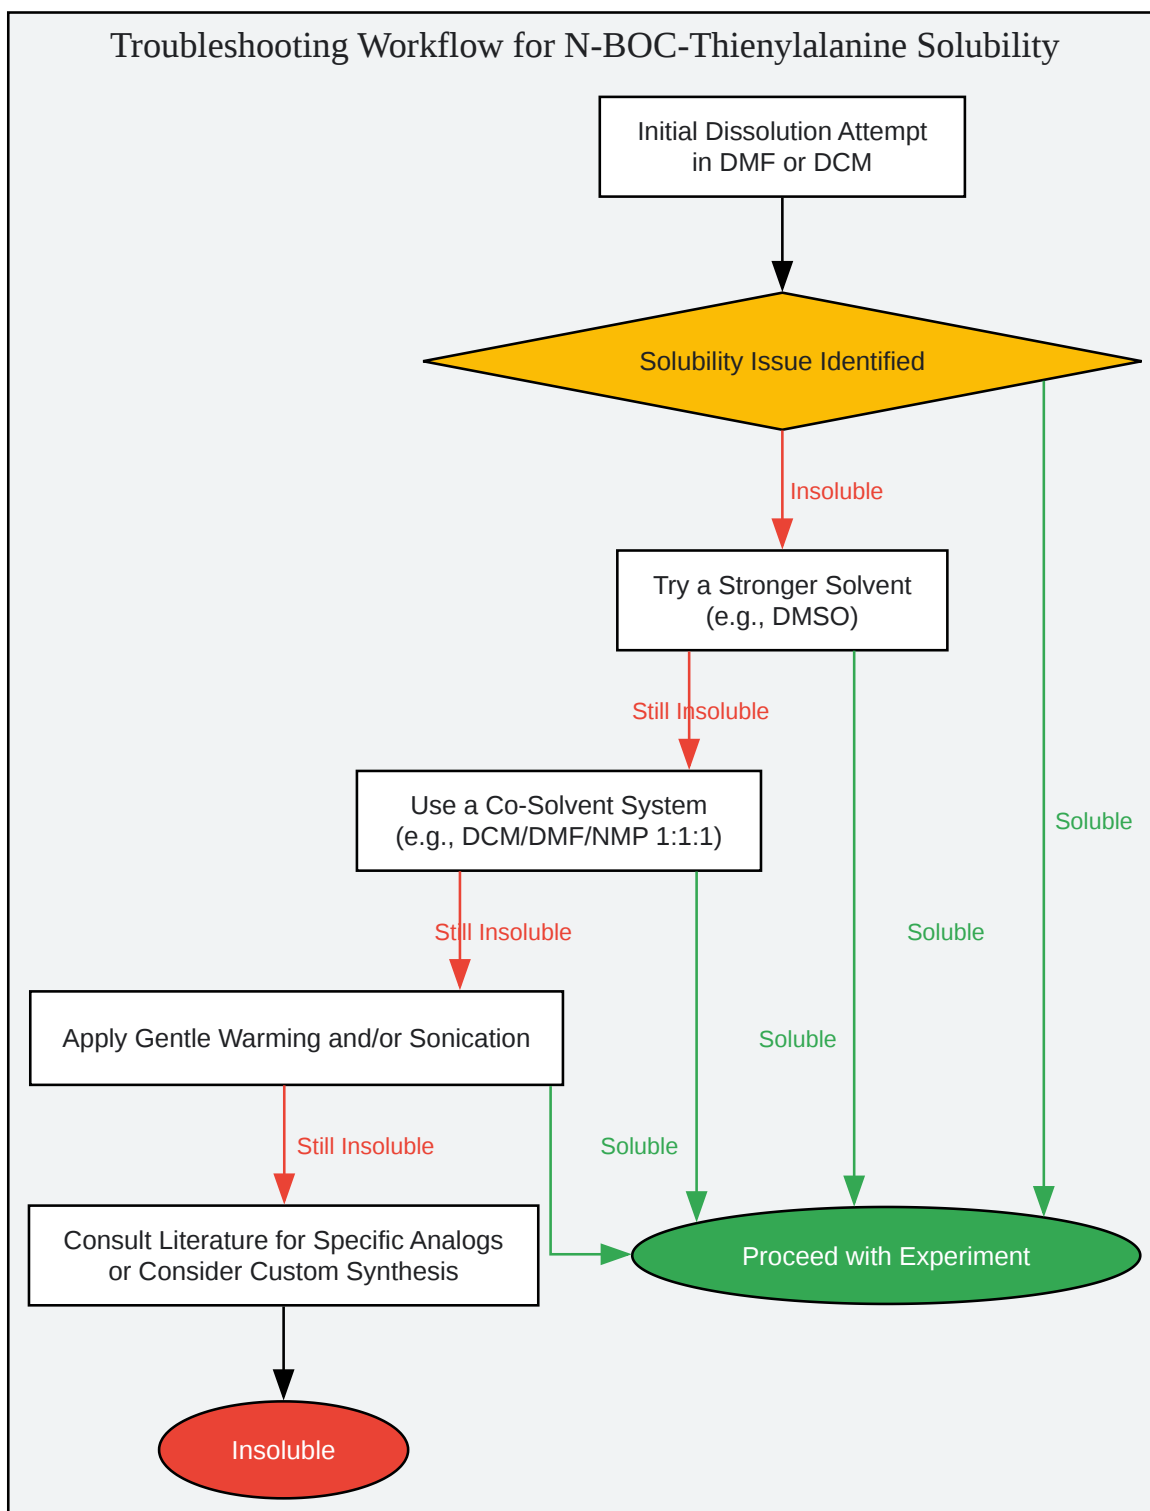 Troubleshooting Workflow for N-BOC-Thienylalanine Solubility
Initial Dissolution Attempt
in DMF or DCM
Solubility Issue Identified
Insoluble
Try a Stronger Solvent
(e.g., DMSO)
Still Insoluble
Use a Co-Solvent System
(e.g., DCM/DMF/NMP 1:1:1)
Soluble
Still Insoluble
Soluble
Apply Gentle Warming and/or Sonication
Soluble
Still Insoluble
Soluble
Consult Literature for Specific Analogs
or Consider Custom Synthesis
Proceed with Experiment
Insoluble